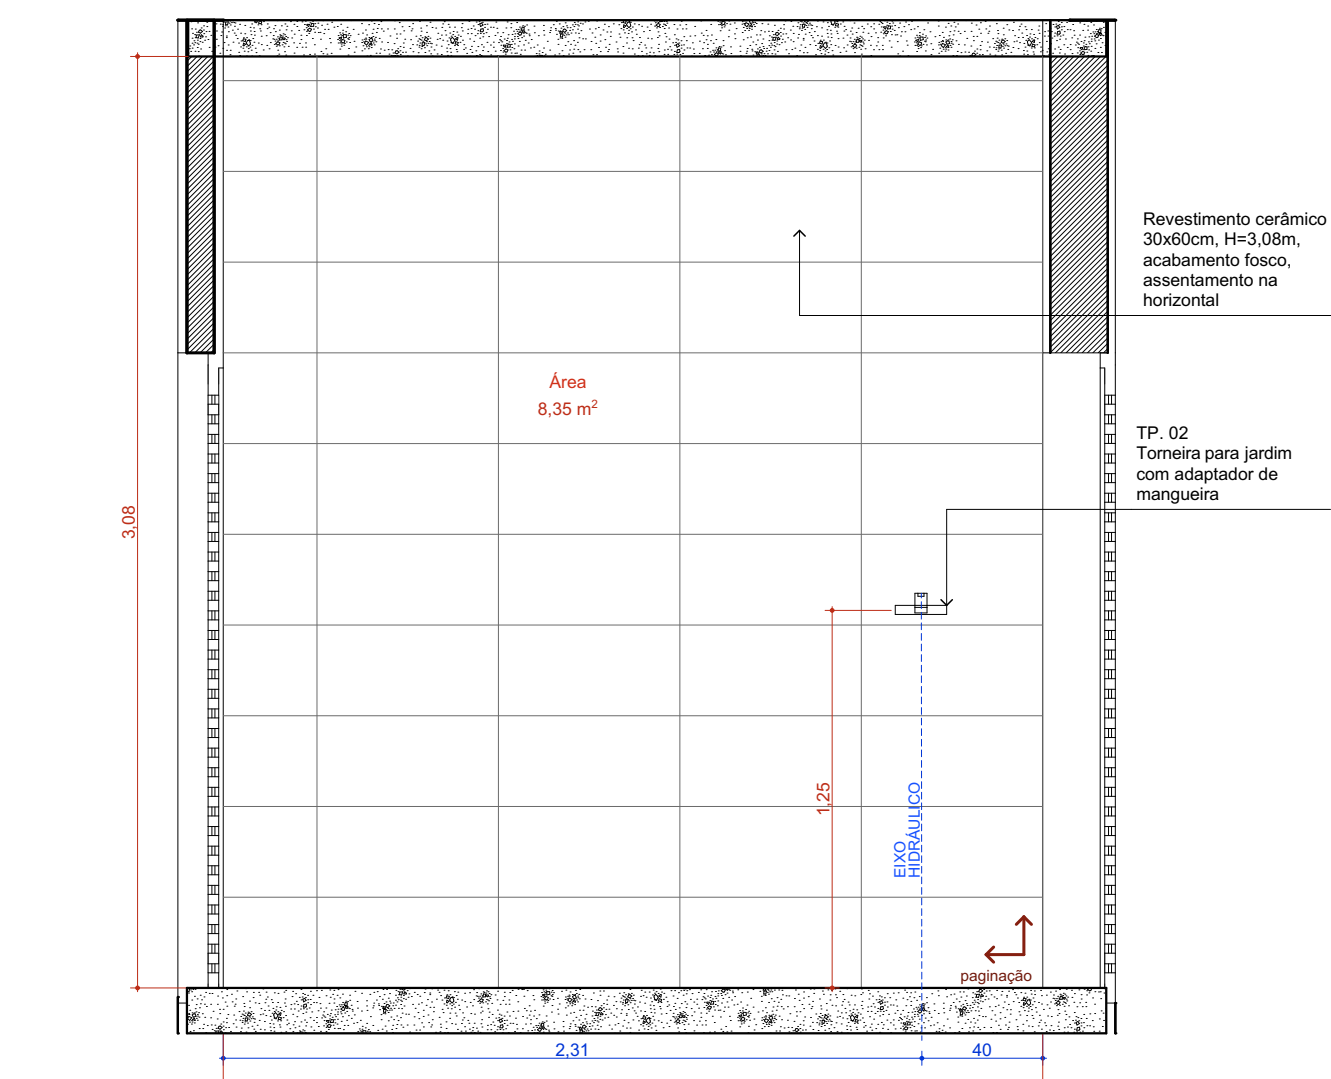 Revestimento cerâmico
30x60cm, H=3,08m,
acabamento fosco,
assentamento na
horizontal
Área
8,35 m²
TP. 02
Torneira para jardim
com adaptador de
mangueira
3,08
1,25
EIXO
HIDRÁULICO
paginação
2,31
40